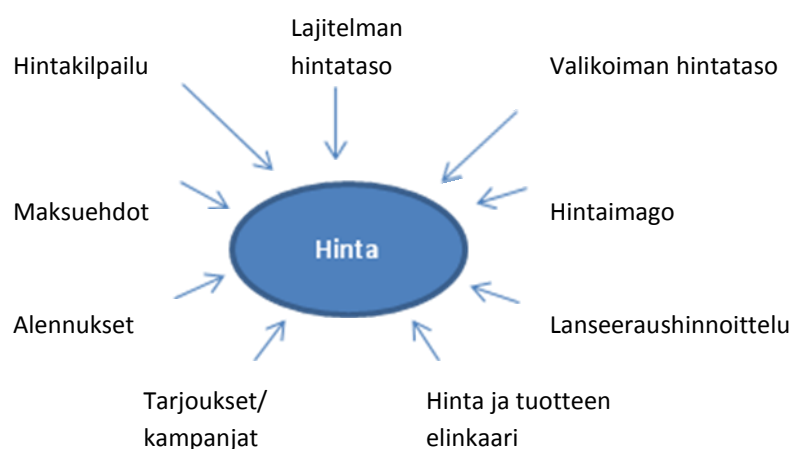 Lajitelman
hintataso
Hintakilpailu
Valikoiman hintataso
Maksuehdot
Hintaimago
Hinta
Alennukset
Lanseeraushinnoittelu
Tarjoukset/
kampanjat
Hinta ja tuotteen
elinkaari